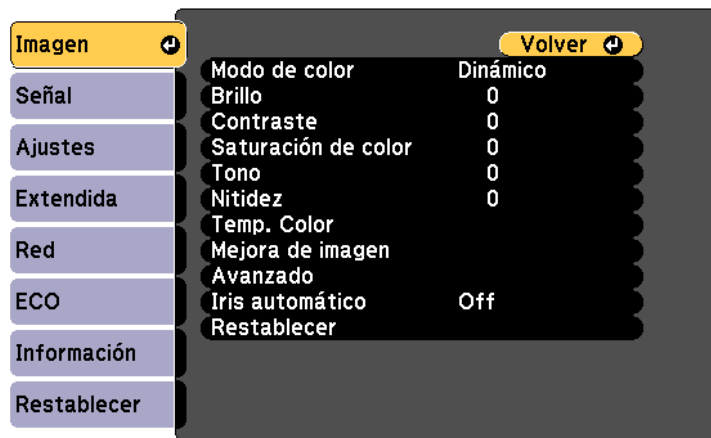 Imagen
Señal
Ajustes
Extendida
Red
ECO
Información
Restablecer
Volver
Modo de color Dinámico
Brillo 0
Contraste 0
Saturación de color 0
Tono 0
Nitidez 0
Temp. Color
Mejora de imagen
Avanzado
Iris automático Off
Restablecer